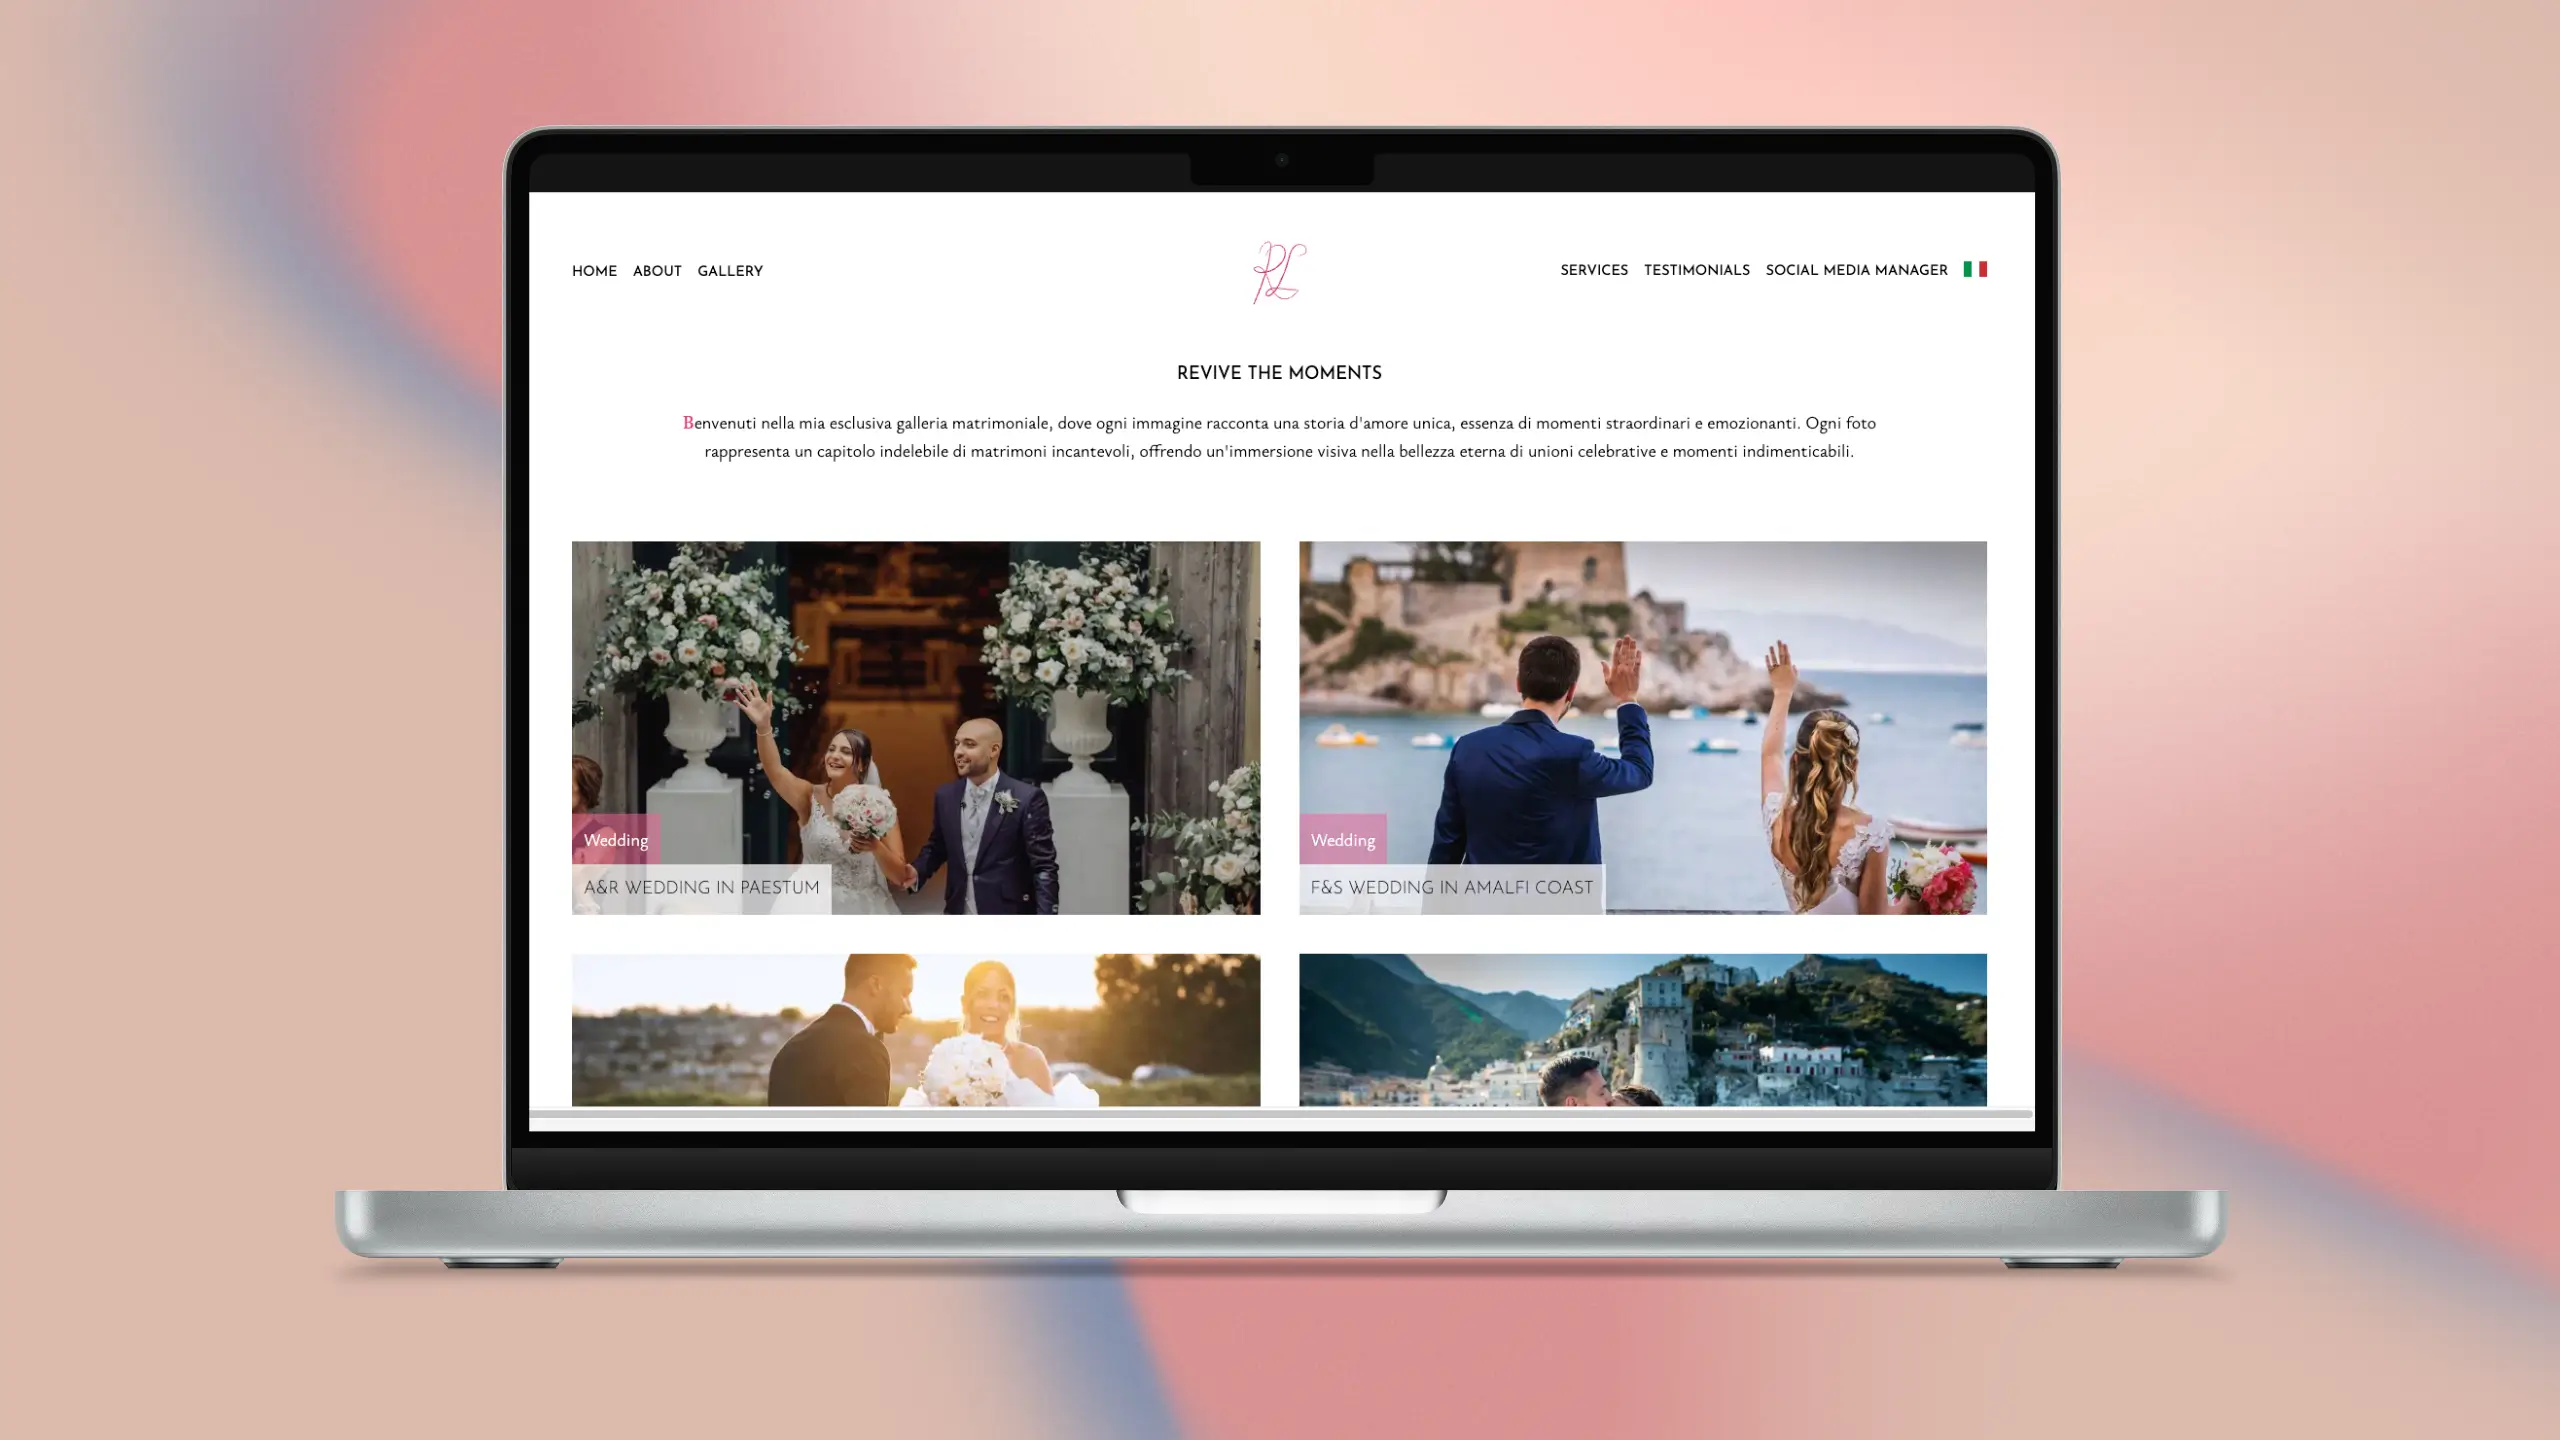 HOME ABOUT GALLERY
RL
SERVICES TESTIMONIALS SOCIAL MEDIA MANAGER
REVIVE THE MOMENTS
Benvenuti nella mia esclusiva galleria matrimoniale, dove ogni immagine racconta una storia d'amore unica, essenza di momenti straordinari e emozionanti. Ogni foto
rappresenta un capitolo indelebile di matrimoni incantevoli, offrendo un'immersione visiva nella bellezza eterna di unioni celebrative e momenti indimenticabili.
Wedding
A&R WEDDING IN PAESTUM
Wedding
F&S WEDDING IN AMALFI COAST